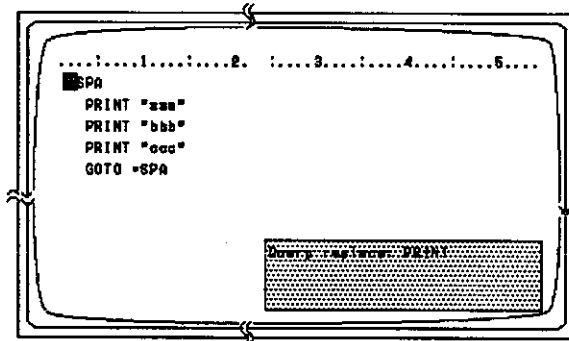 ....:....1....:....2. :....3....:....4....:....5....
SPA
PRINT "aaa"
PRINT "bbb"
PRINT "ccc"
GOTO *SPA
Query replace: PRINT